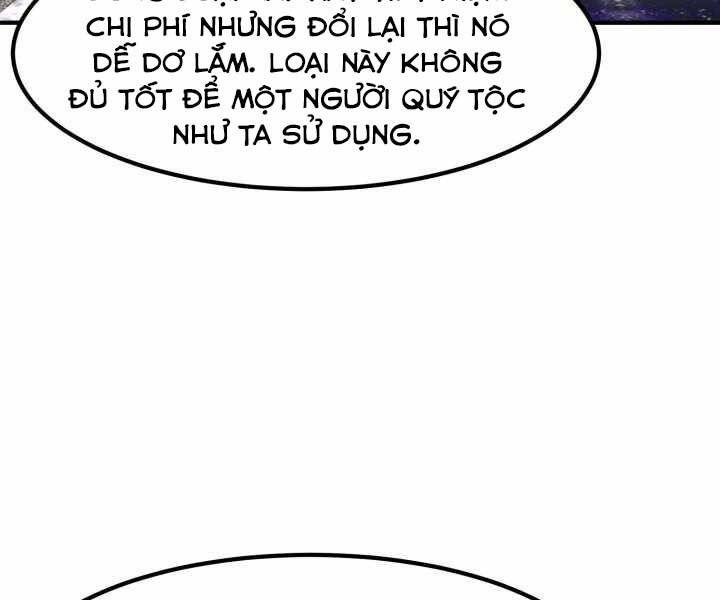 CHI PHÍ NHƯNG ĐỔI LẠI THÌ NÓ
DỄ DƠ LẮM. LOẠI NÀY KHÔNG
ĐỦ TỐT ĐỂ MỘT NGƯỜI QUÝ TỘC
NHƯ TA SỬ DỤNG.